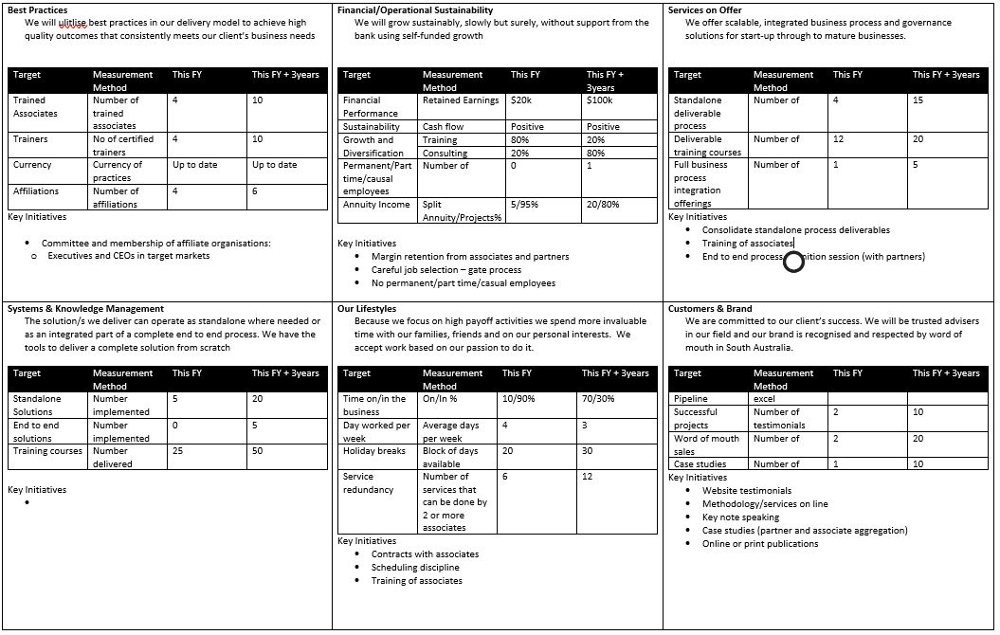 Best Practices
We will ulitlise best practices in our delivery model to achieve high
quality outcomes that consistently meets our client's business needs
Target Measurement Method This FY This FY + 3years
Trained Associates Number of trained associates 4 10
Trainers No of certified trainers 4 10
Currency Currency of practices Up to date Up to date
Affiliations Number of affiliations 4 6
Key Initiatives
• Committee and membership of affiliate organisations:
o Executives and CEOs in target markets
Financial/Operational Sustainability
We will grow sustainably, slowly but surely, without support from the
bank using self-funded growth
Target Measurement Method This FY This FY + 3years
Financial Performance Retained Earnings $20k $100k
Sustainability Cash flow Positive Positive
Growth and Diversification Training 80% 20%
Consulting 20% 80%
Permanent/Part time/causal employees Number of 0 1
Annuity Income Split Annuity/Projects% 5/95% 20/80%
Key Initiatives
• Margin retention from associates and partners
• Careful job selection – gate process
• No permanent/part time/casual employees
Services on Offer
We offer scalable, integrated business process and governance
solutions for start-up through to mature businesses.
Target Measurement Method This FY This FY + 3years
Standalone deliverable process Number of 4 15
Deliverable training courses Number of 12 20
Full business process integration offerings Number of 1 5
Key Initiatives
• Consolidate standalone process deliverables
• Training of associates
• End to end process session (with partners)
Systems & Knowledge Management
The solution/s we deliver can operate as standalone where needed or
as an integrated part of a complete end to end process. We have the
tools to deliver a complete solution from scratch
Target Measurement Method This FY This FY + 3years
Standalone Solutions Number implemented 5 20
End to end solutions Number implemented 0 5
Training courses Number delivered 25 50
Key Initiatives
•
Our Lifestyles
Because we focus on high payoff activities we spend more invaluable
time with our families, friends and on our personal interests. We
accept work based on our passion to do it.
Target Measurement Method This FY This FY + 3years
Time on/in the business On/In % 10/90% 70/30%
Day worked per week Average days per week 4 3
Holiday breaks Block of days available 20 30
Service redundancy Number of services that can be done by 2 or more associates 6 12
Key Initiatives
• Contracts with associates
• Scheduling discipline
• Training of associates
Customers & Brand
We are committed to our client's success. We will be trusted advisers
in our field and our brand is recognised and respected by word of
mouth in South Australia.
Target Measurement Method This FY This FY + 3years
Pipeline excel
Successful projects Number of testimonials 2 10
Word of mouth sales Number of 2 20
Case studies Number of 1 10
Key Initiatives
• Website testimonials
• Methodology/services on line
• Key note speaking
• Case studies (partner and associate aggregation)
• Online or print publications